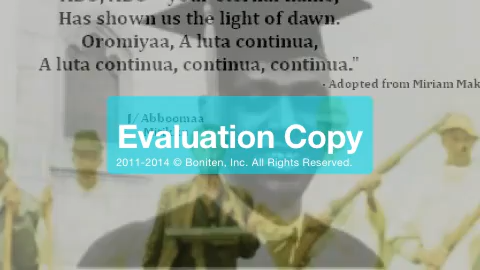 Has shown us the light of dawn.
Oromiyaa, A luta continua,
A luta continua, continua, continua."
- Adopted from Miriam Mak
J/ Abboomaa
Evaluation Copy
2011-2014 © Boniten, Inc. All Rights Reserved.